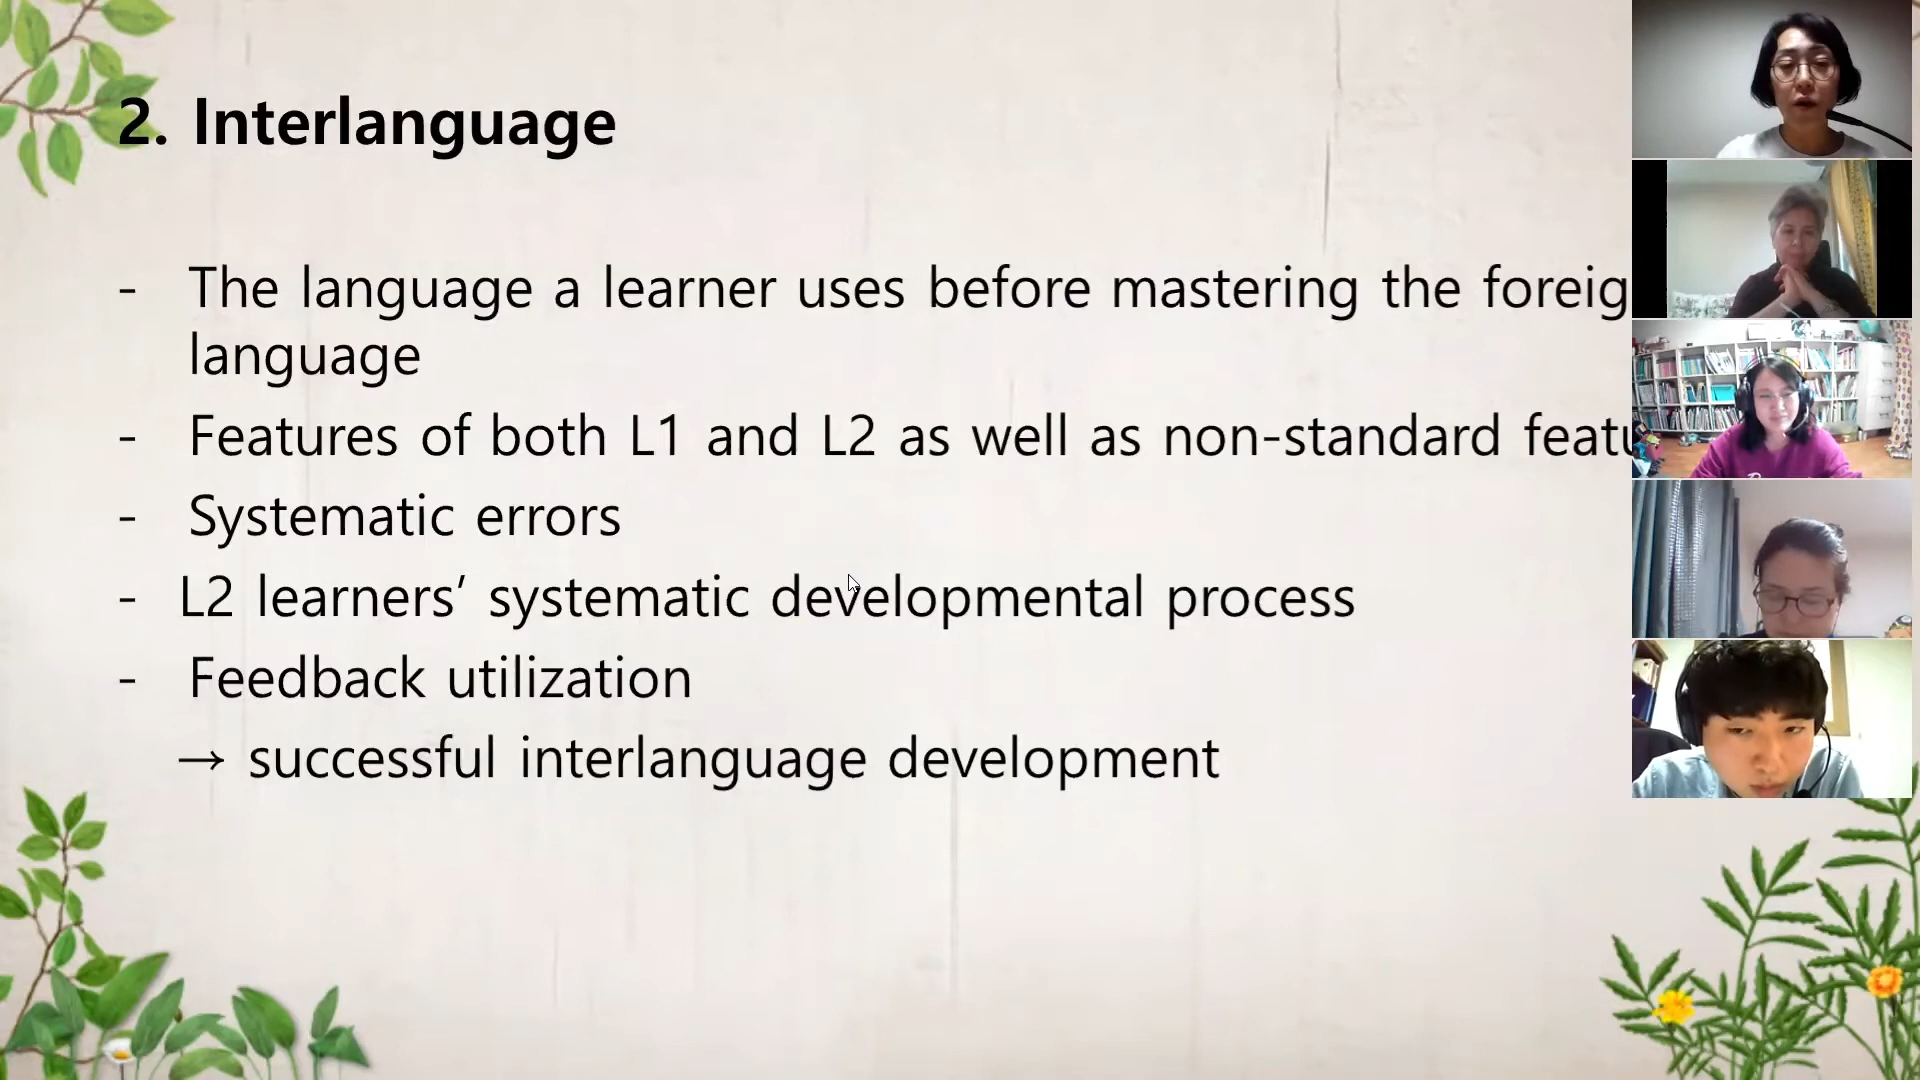 2. Interlanguage
- The language a learner uses before mastering the foreig
language
- Features of both L1 and L2 as well as non-standard featu
- Systematic errors
- L2 learners’ systematic developmental process
- Feedback utilization
→ successful interlanguage development